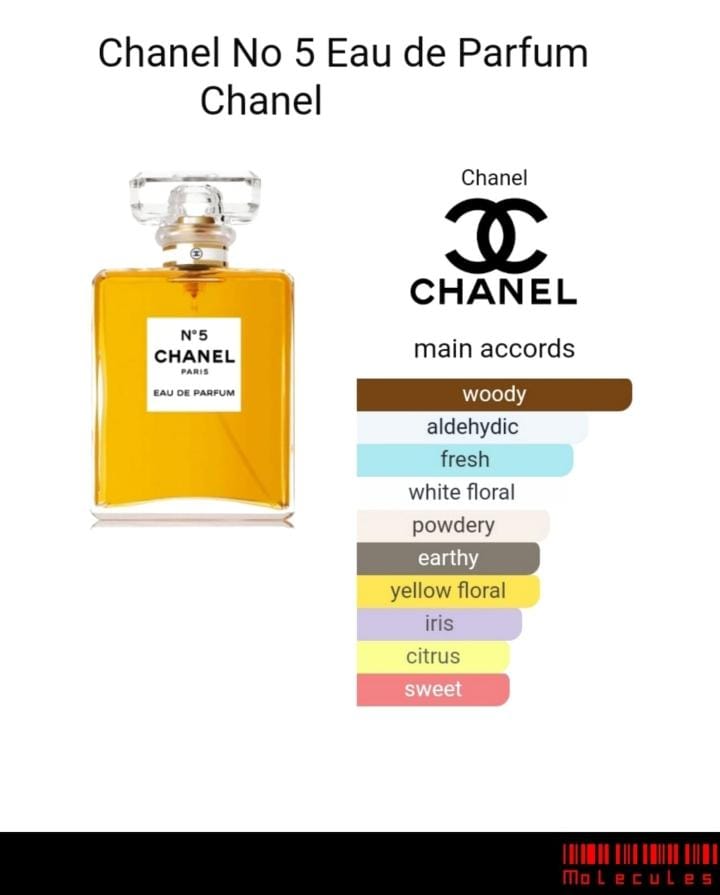 Chanel No 5 Eau de Parfum
Chanel
N°5
CHANEL
PARIS
EAU DE PARFUM
Chanel
CHANEL
main accords
woody
aldehydic
fresh
white floral
powdery
earthy
yellow floral
iris
citrus
sweet
Molecules